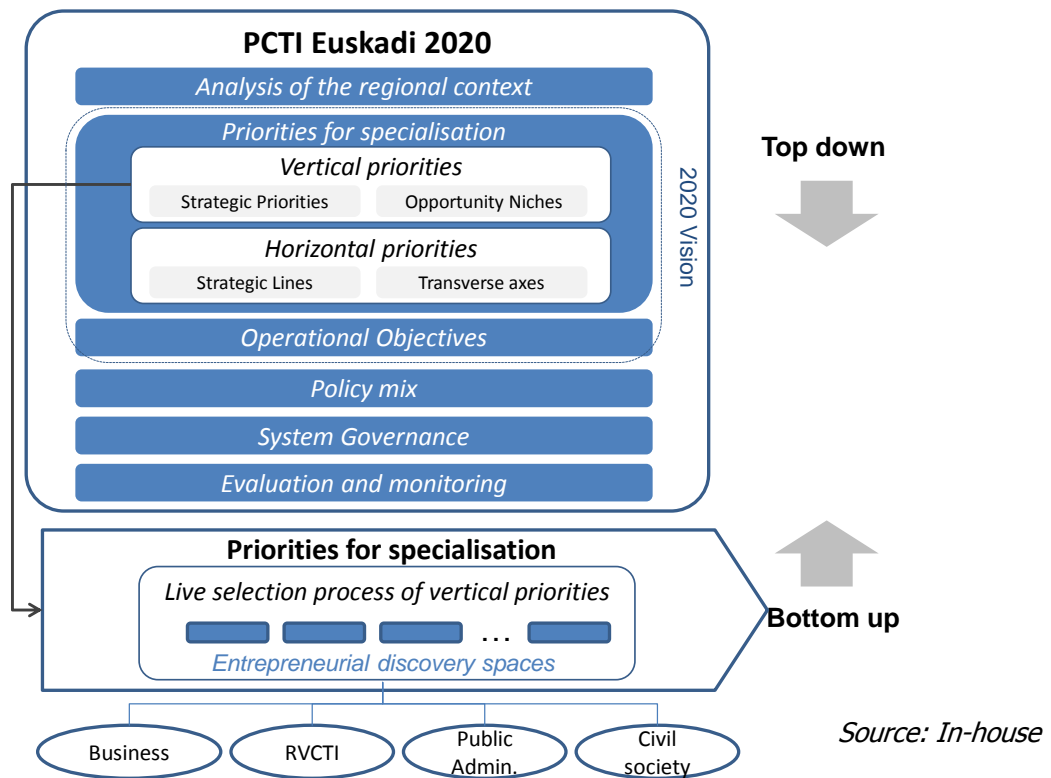 PCTI Euskadi 2020
Analysis of the regional context
Priorities for specialisation
Vertical priorities
Strategic Priorities
Opportunity Niches
Horizontal priorities
Strategic Lines
Transverse axes
Operational Objectives
2020 Vision
Policy mix
System Governance
Evaluation and monitoring
Top down
Priorities for specialisation
Live selection process of vertical priorities
...
Entrepreneurial discovery spaces
Bottom up
Business
RVCTI
Public
Admin.
Civil
society
Source: In-house